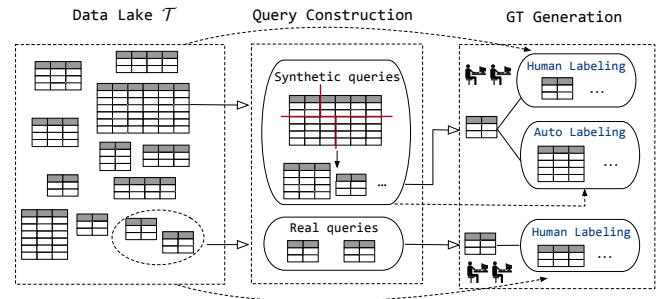 Data Lake 𝒯
Query Construction
GT Generation
Synthetic queries
...
Real queries
Human Labeling
...
Auto Labeling
...
Human Labeling
...